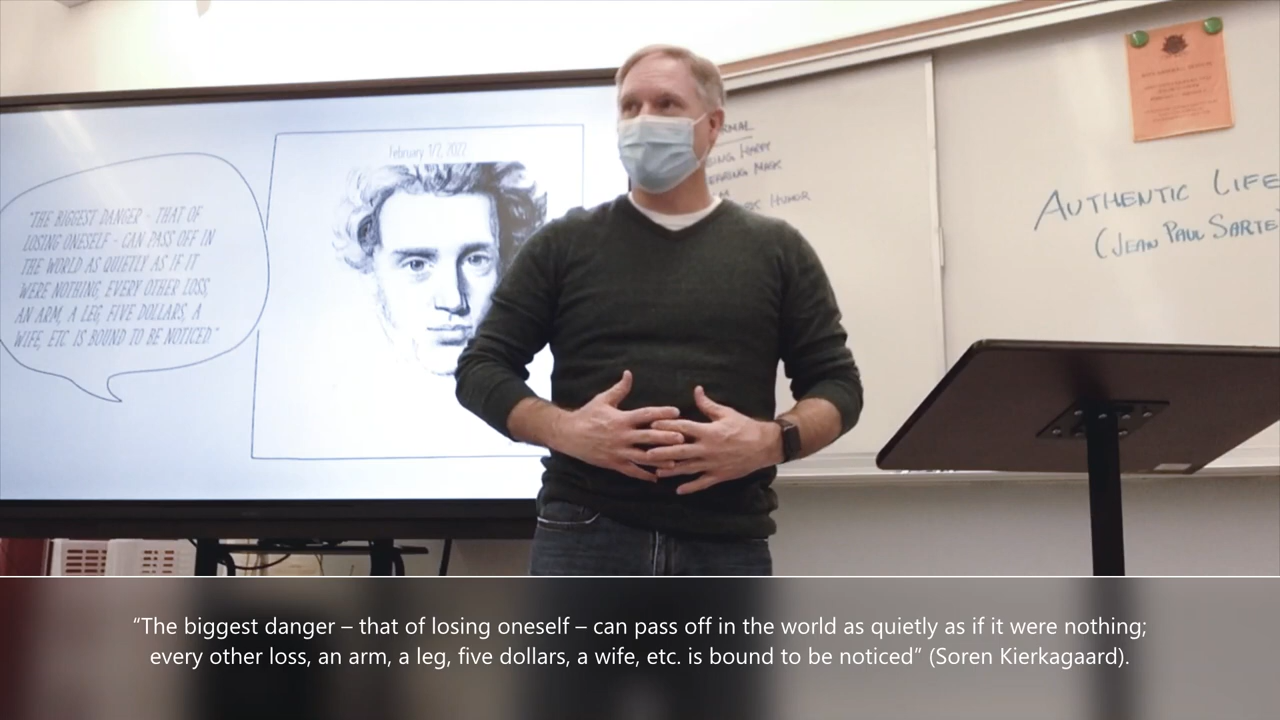 February 1/2, 2022
"THE BIGGEST DANGER - THAT OF
LOSING ONESELF - CAN PASS OFF IN
THE WORLD AS QUIETLY AS IF IT
WERE NOTHING; EVERY OTHER LOSS,
AN ARM, A LEG, FIVE DOLLARS, A
WIFE, ETC. IS BOUND TO BE NOTICED"
HAPPY
MASK
HUMOR
AUTHENTIC LIFE
(JEAN PAUL SARTE
“The biggest danger – that of losing oneself – can pass off in the world as quietly as if it were nothing;
every other loss, an arm, a leg, five dollars, a wife, etc. is bound to be noticed” (Soren Kierkagaard).